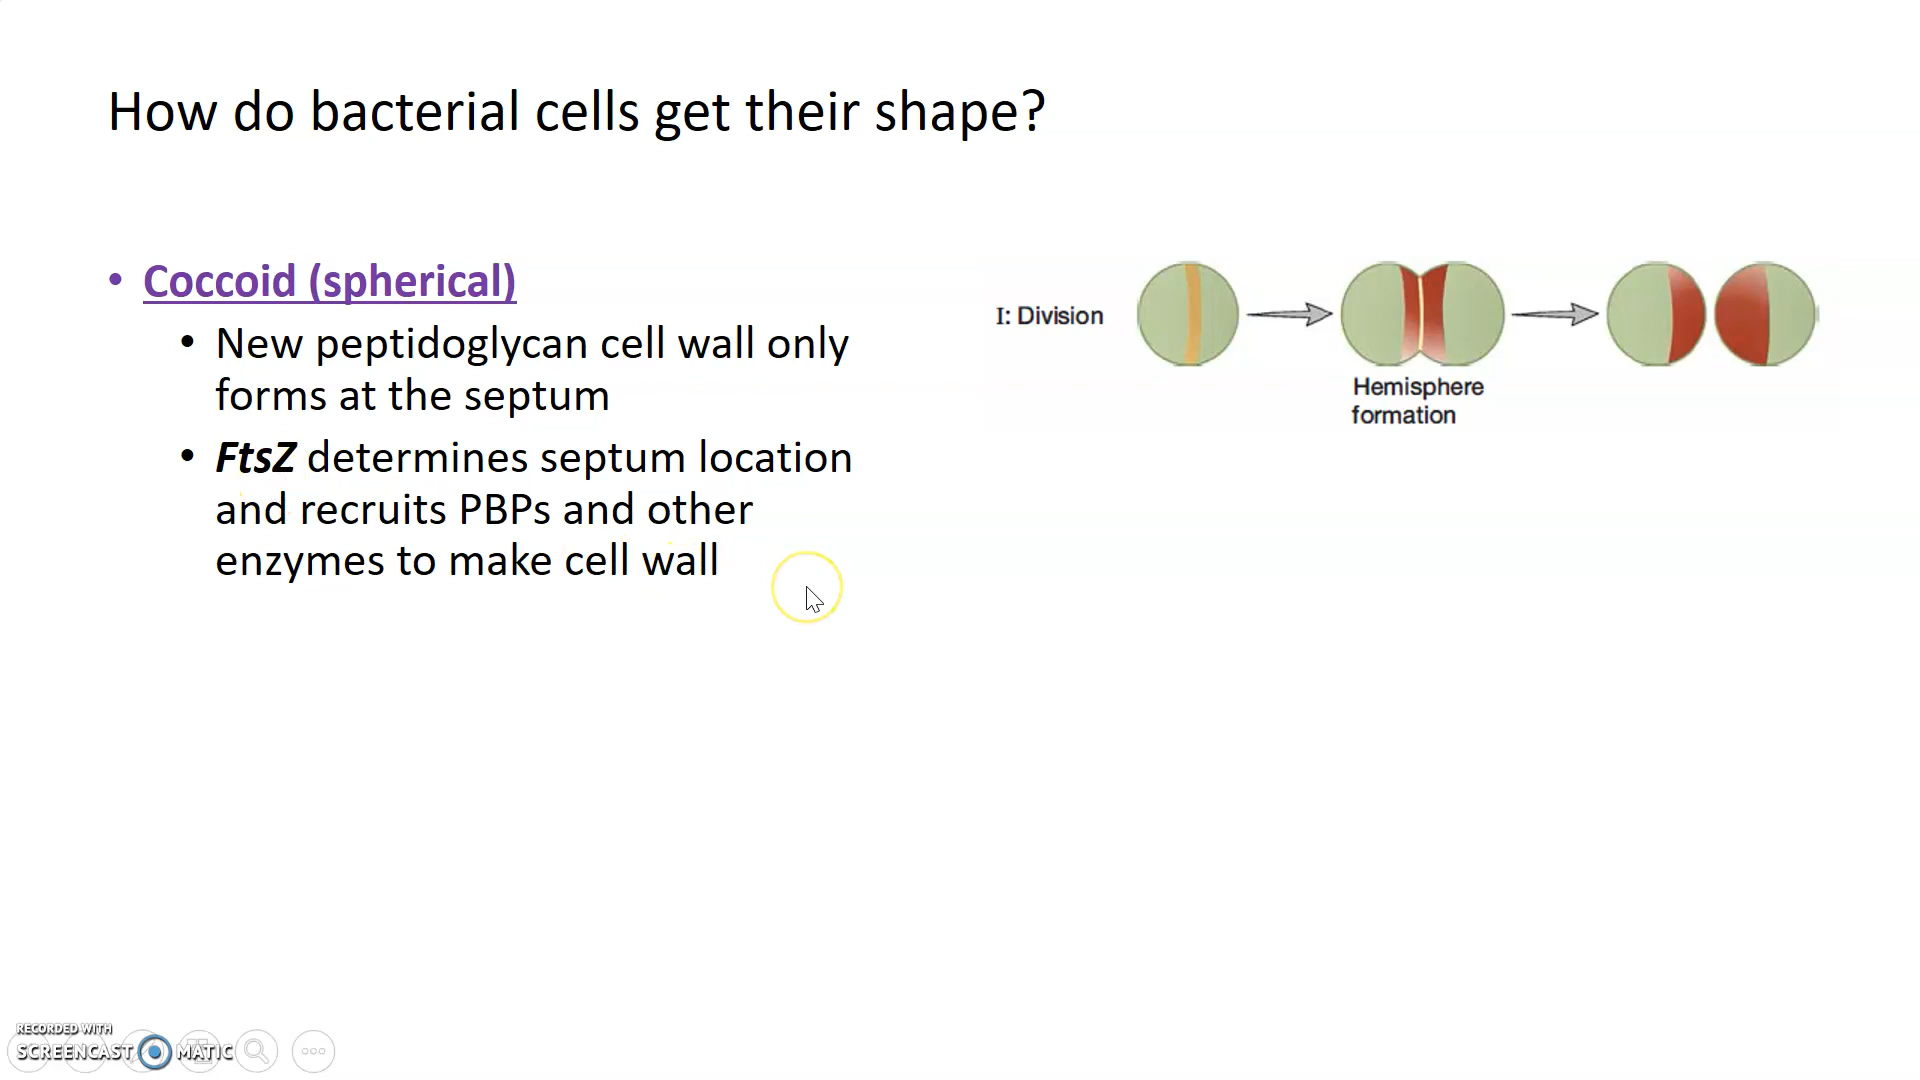 How do bacterial cells get their shape?
• Coccoid (spherical)
• New peptidoglycan cell wall only
forms at the septum
• FtsZ determines septum location
and recruits PBPs and other
enzymes to make cell wall
I: Division
Hemisphere
formation
RECORDED WITH
SCREENCAST MATIC